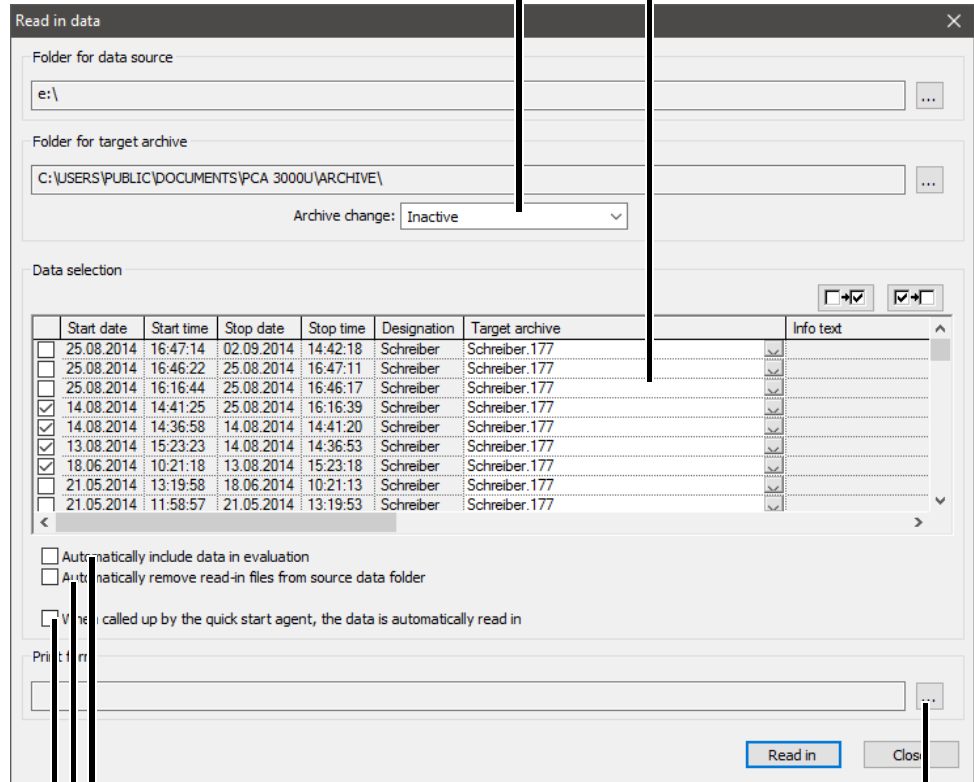 Read in data
Folder for data source
e:\
...
Folder for target archive
C:\USERS\PUBLIC\DOCUMENTS\PCA 3000U\ARCHIVE\
...
Archive change: Inactive
Data selection
Start date Start time Stop date Stop time Designation Target archive Info text
25.08.2014 16:47:14 02.09.2014 14:42:18 Schreiber Schreiber.177
25.08.2014 16:46:22 25.08.2014 16:47:11 Schreiber Schreiber.177
25.08.2014 16:16:44 25.08.2014 16:46:17 Schreiber Schreiber.177
14.08.2014 14:41:25 25.08.2014 16:16:39 Schreiber Schreiber.177
14.08.2014 14:36:58 14.08.2014 14:41:20 Schreiber Schreiber.177
13.08.2014 15:23:23 14.08.2014 14:36:53 Schreiber Schreiber.177
18.06.2014 10:21:18 13.08.2014 15:23:18 Schreiber Schreiber.177
21.05.2014 13:19:58 18.06.2014 10:21:13 Schreiber Schreiber.177
21.05.2014 11:58:57 21.05.2014 13:19:53 Schreiber Schreiber.177
Automatically include data in evaluation
Automatically remove read-in files from source data folder
When called up by the quick start agent, the data is automatically read in
Print form
...
Read in Close